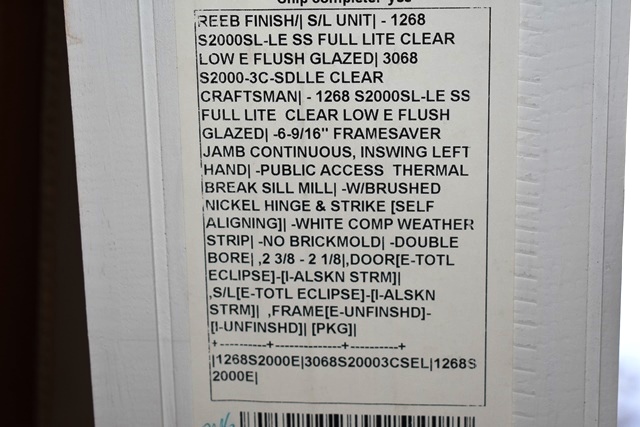 Ship complete: yes
REEB FINISH/| S/L UNIT| - 1268
S2000SL-LE SS FULL LITE CLEAR
LOW E FLUSH GLAZED| 3068
S2000-3C-SDLLE CLEAR
CRAFTSMAN| - 1268 S2000SL-LE SS
FULL LITE  CLEAR LOW E FLUSH
GLAZED| -6-9/16" FRAMESAVER
JAMB CONTINUOUS, INSWING LEFT
HAND| -PUBLIC ACCESS  THERMAL
BREAK SILL MILL| -W/BRUSHED
NICKEL HINGE & STRIKE [SELF
ALIGNING]| -WHITE COMP WEATHER
STRIP| -NO BRICKMOLD| -DOUBLE
BORE| ,2 3/8 - 2 1/8|,DOOR[E-TOTL
ECLIPSE]-[I-ALSKN STRM]|
,S/L[E-TOTL ECLIPSE]-[I-ALSKN
STRM]|  ,FRAME[E-UNFINSHD]-
[I-UNFINSHD]| [PKG]|
+----------+--------------+----------+
|1268S2000E|3068S20003CSEL|1268S
2000E|